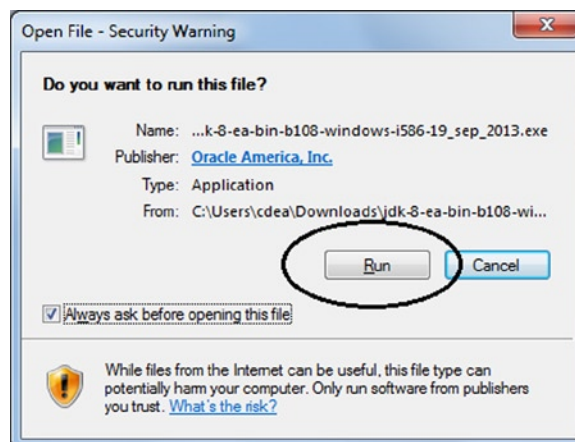 Open File - Security Warning
Do you want to run this file?
Name: ...k-8-ea-bin-b108-windows-i586-19_sep_2013.exe
Publisher: Oracle America, Inc.
Type: Application
From: C:\Users\cdea\Downloads\jdk-8-ea-bin-b108-wi...
Run Cancel
Always ask before opening this file
While files from the Internet can be useful, this file type can
potentially harm your computer. Only run software from publishers
you trust. What's the risk?